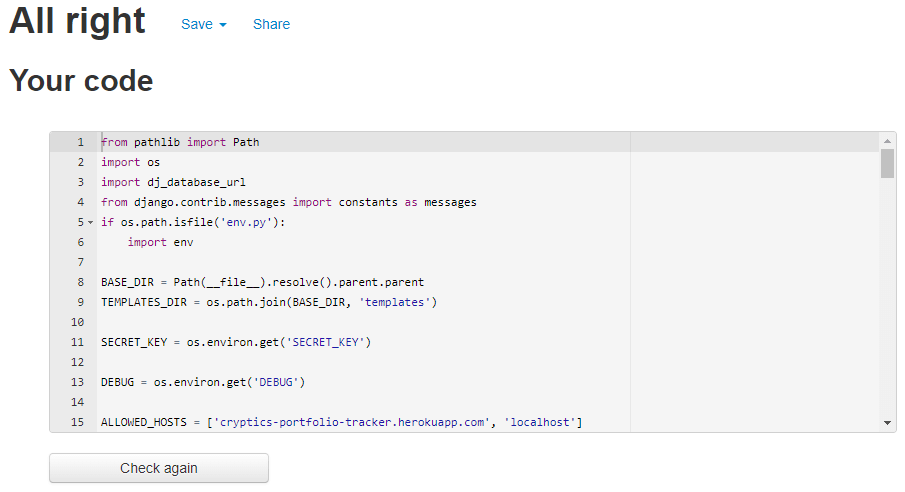 All right Save Share
Your code
1 from pathlib import Path
2 import os
3 import dj_database_url
4 from django.contrib.messages import constants as messages
5 if os.path.isfile('env.py'):
6     import env
7
8 BASE_DIR = Path(__file__).resolve().parent.parent
9 TEMPLATES_DIR = os.path.join(BASE_DIR, 'templates')
10
11 SECRET_KEY = os.environ.get('SECRET_KEY')
12
13 DEBUG = os.environ.get('DEBUG')
14
15 ALLOWED_HOSTS = ['cryptics-portfolio-tracker.herokuapp.com', 'localhost']
Check again